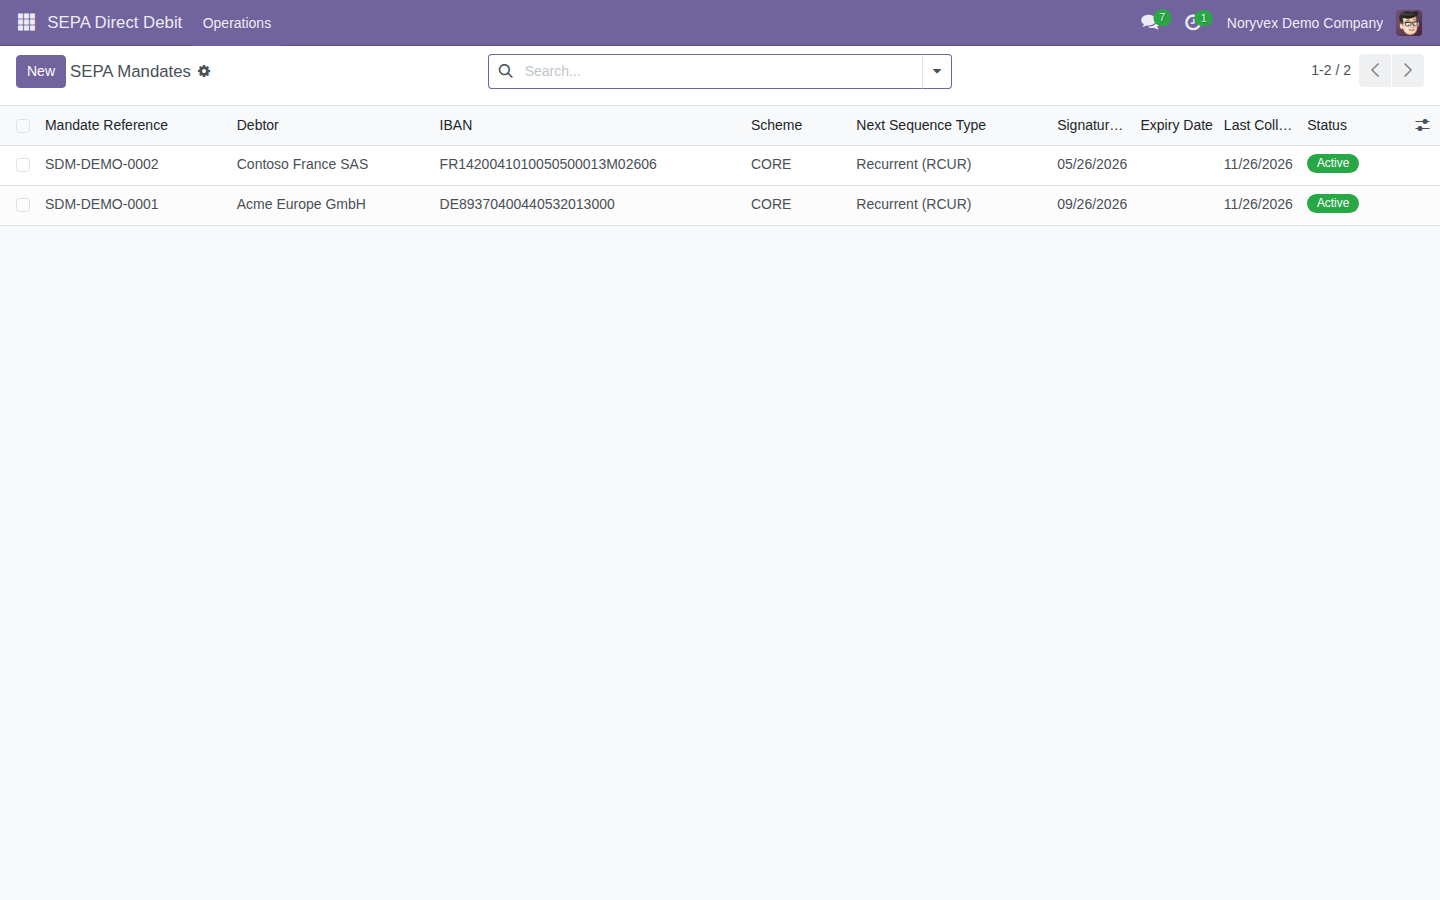 SEPA Direct Debit Operations 7 1 Noryvex Demo Company
New SEPA Mandates Search... 1-2 / 2
Mandate Reference Debtor IBAN Scheme Next Sequence Type Signatur... Expiry Date Last Coll... Status
SDM-DEMO-0002 Contoso France SAS FR1420041010050500013M02606 CORE Recurrent (RCUR) 05/26/2026 11/26/2026 Active
SDM-DEMO-0001 Acme Europe GmbH DE89370400440532013000 CORE Recurrent (RCUR) 09/26/2026 11/26/2026 Active